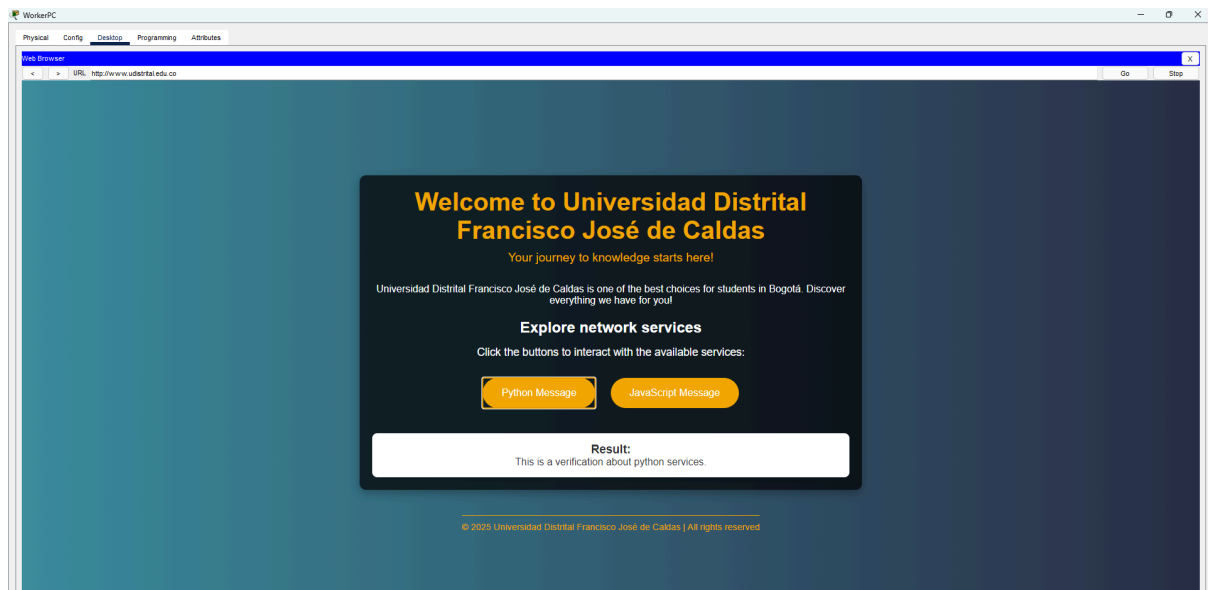 WorkerPC
Physical Config Desktop Programming Attributes
Web Browser
X
< > URL http://www.udistrital.edu.co Go Stop
Welcome to Universidad Distrital
Francisco José de Caldas
Your journey to knowledge starts here!
Universidad Distrital Francisco José de Caldas is one of the best choices for students in Bogotá. Discover
everything we have for you!
Explore network services
Click the buttons to interact with the available services:
Python Message JavaScript Message
Result:
This is a verification about python services.
© 2025 Universidad Distrital Francisco José de Caldas | All rights reserved